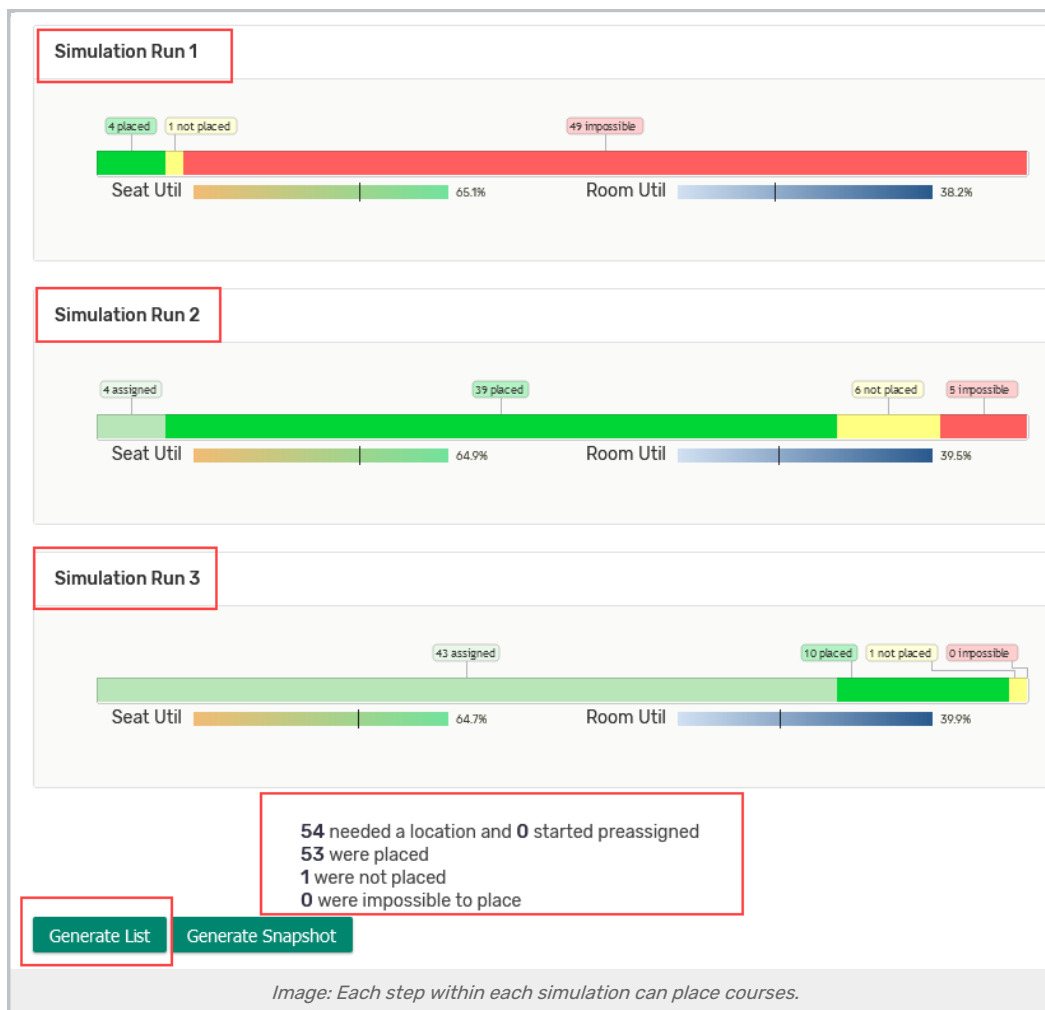 Simulation Run 1
4 placed 1 not placed 49 impossible
Seat Util 65.1% Room Util 38.2%
Simulation Run 2
4 assigned 39 placed 6 not placed 5 impossible
Seat Util 64.9% Room Util 39.5%
Simulation Run 3
43 assigned 10 placed 1 not placed 0 impossible
Seat Util 64.7% Room Util 39.9%
54 needed a location and 0 started preassigned
53 were placed
1 were not placed
0 were impossible to place
Generate List Generate Snapshot
Image: Each step within each simulation can place courses.